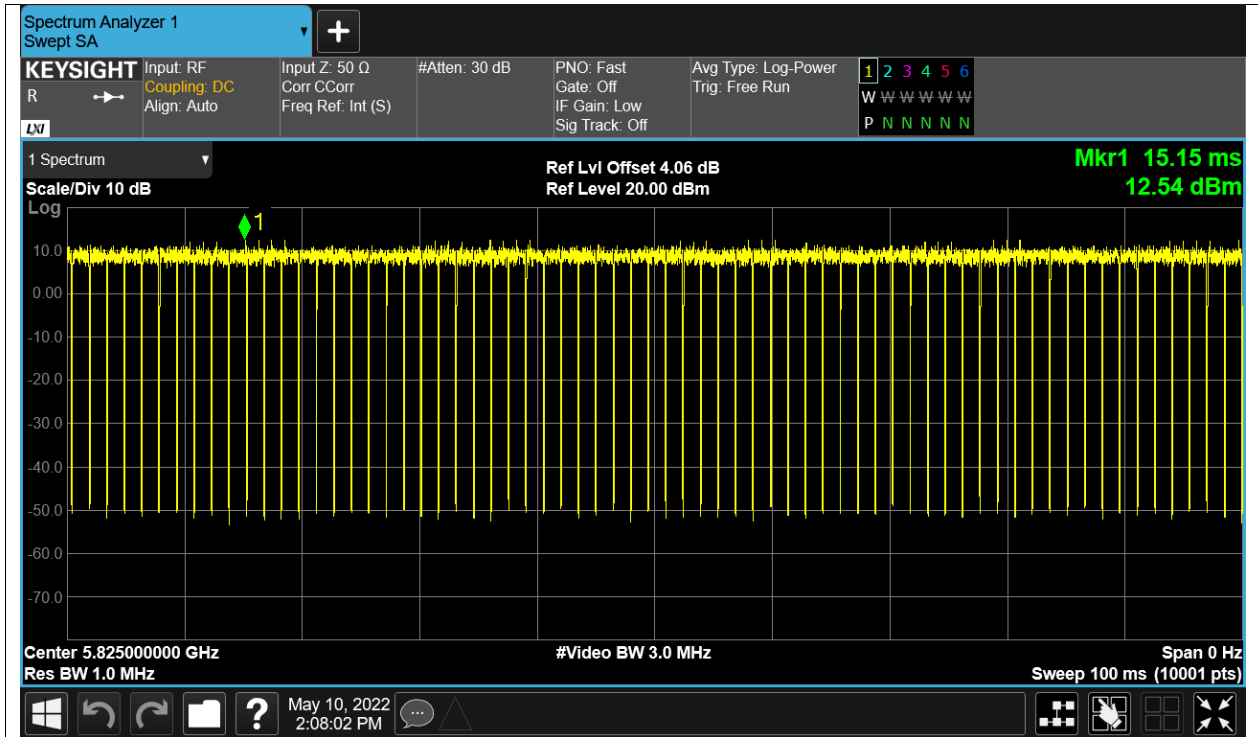 Spectrum Analyzer 1
Swept SA
KEYSIGHT
R
LXI
Input: RF
Coupling: DC
Align: Auto
Input Z: 50 Ω
Corr CCorr
Freq Ref: Int (S)
#Atten: 30 dB
PNO: Fast
Gate: Off
IF Gain: Low
Sig Track: Off
Avg Type: Log-Power
Trig: Free Run
1 2 3 4 5 6
W W W W W W
P N N N N N
1 Spectrum
Scale/Div 10 dB
Ref Lvl Offset 4.06 dB
Ref Level 20.00 dBm
Mkr1 15.15 ms
12.54 dBm
Log
1
10.0
0.00
-10.0
-20.0
-30.0
-40.0
-50.0
-60.0
-70.0
Center 5.825000000 GHz
Res BW 1.0 MHz
#Video BW 3.0 MHz
Span 0 Hz
Sweep 100 ms (10001 pts)
?
May 10, 2022
2:08:02 PM